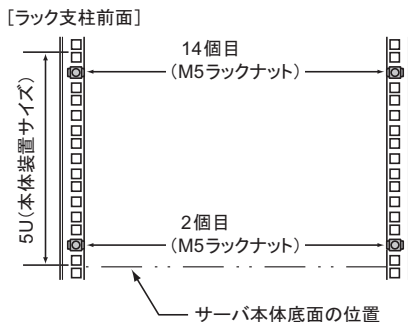 [ラック支柱前面]
14個目
(M5ラックナット)
5U(本体装置サイズ)
2個目
(M5ラックナット)
サーバ本体底面の位置